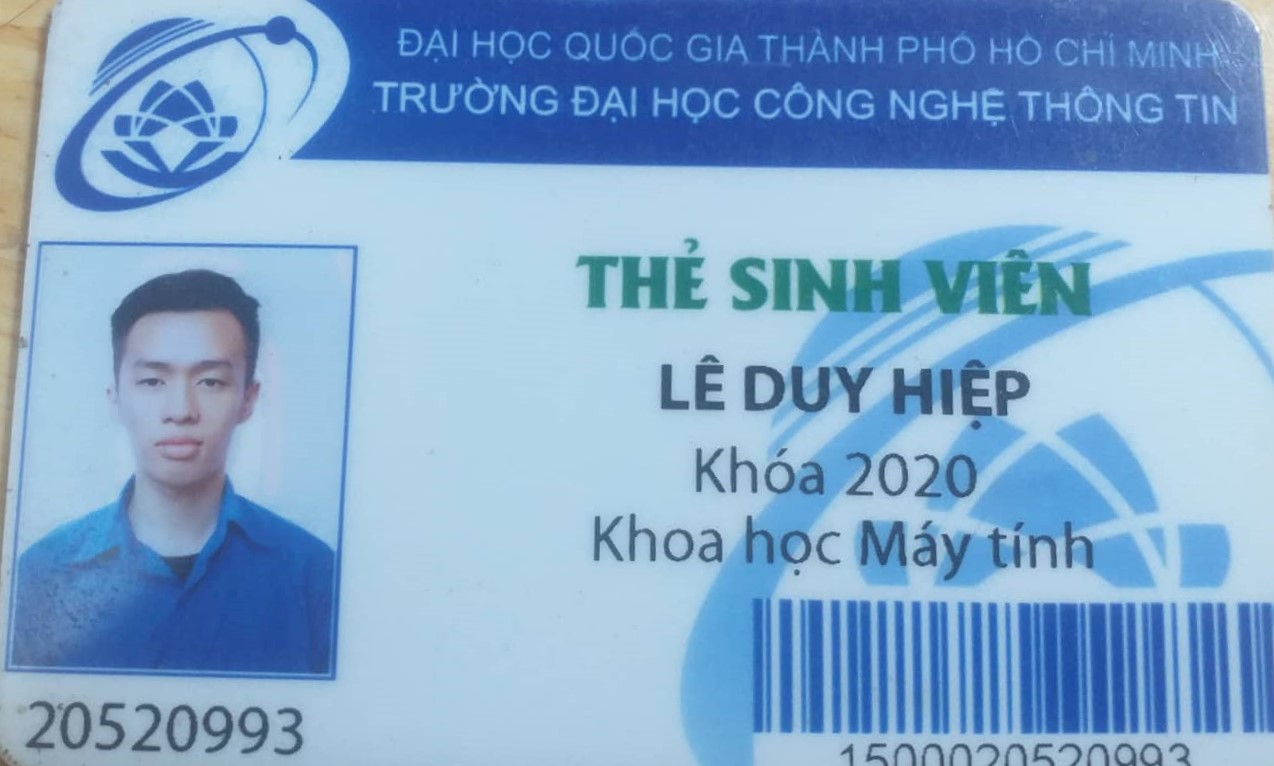 ĐẠI HỌC QUỐC GIA THÀNH PHỐ HỒ CHÍ MINH
TRƯỜNG ĐẠI HỌC CÔNG NGHỆ THÔNG TIN
THẺ SINH VIÊN
LÊ DUY HIỆP
Khóa 2020
Khoa học Máy tính
20520993
1500020520993